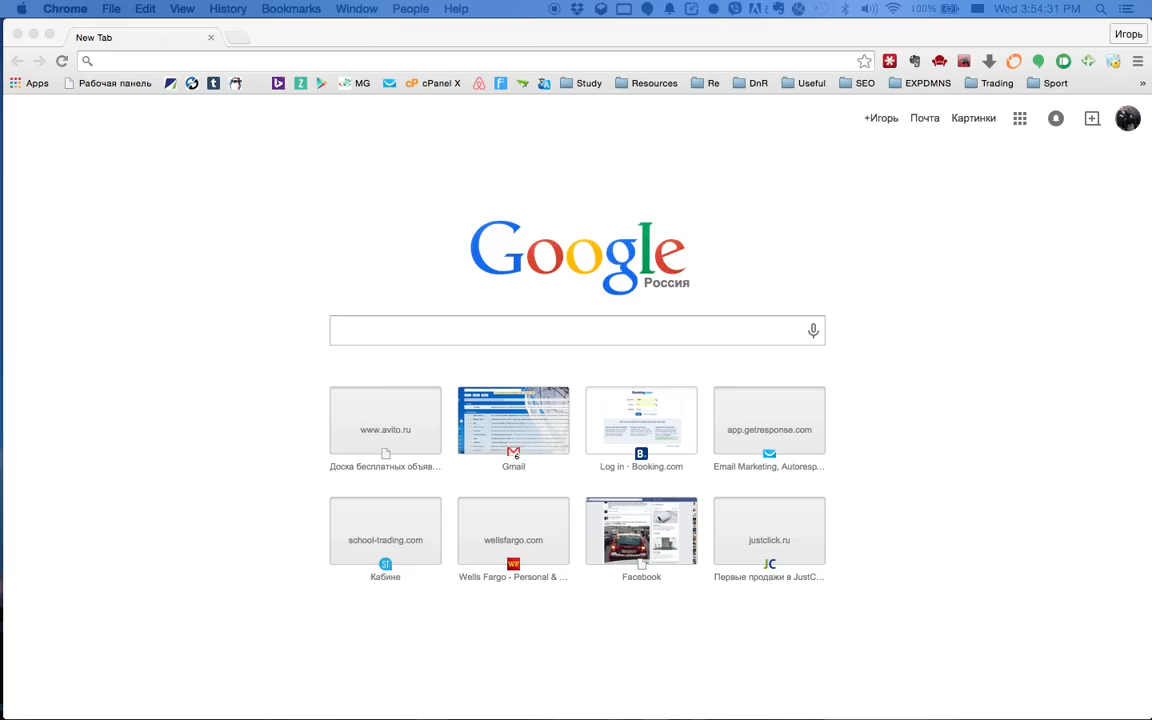 Chrome File Edit View History Bookmarks Window People Help 100% Wed 3:54:31 PM
New Tab
Игорь
Apps Рабочая панель MG cPanel X Study Resources Re DnR Useful SEO EXPDMNS Trading Sport »
+Игорь Почта Картинки
Google
Россия
www.avito.ru app.getresponse.com
Доска бесплатных объяв... Gmail Log in · Booking.com Email Marketing, Autoresp...
school-trading.com wellsfargo.com justclick.ru
Кабине Wells Fargo - Personal & ... Facebook Первые продажи в JustC...